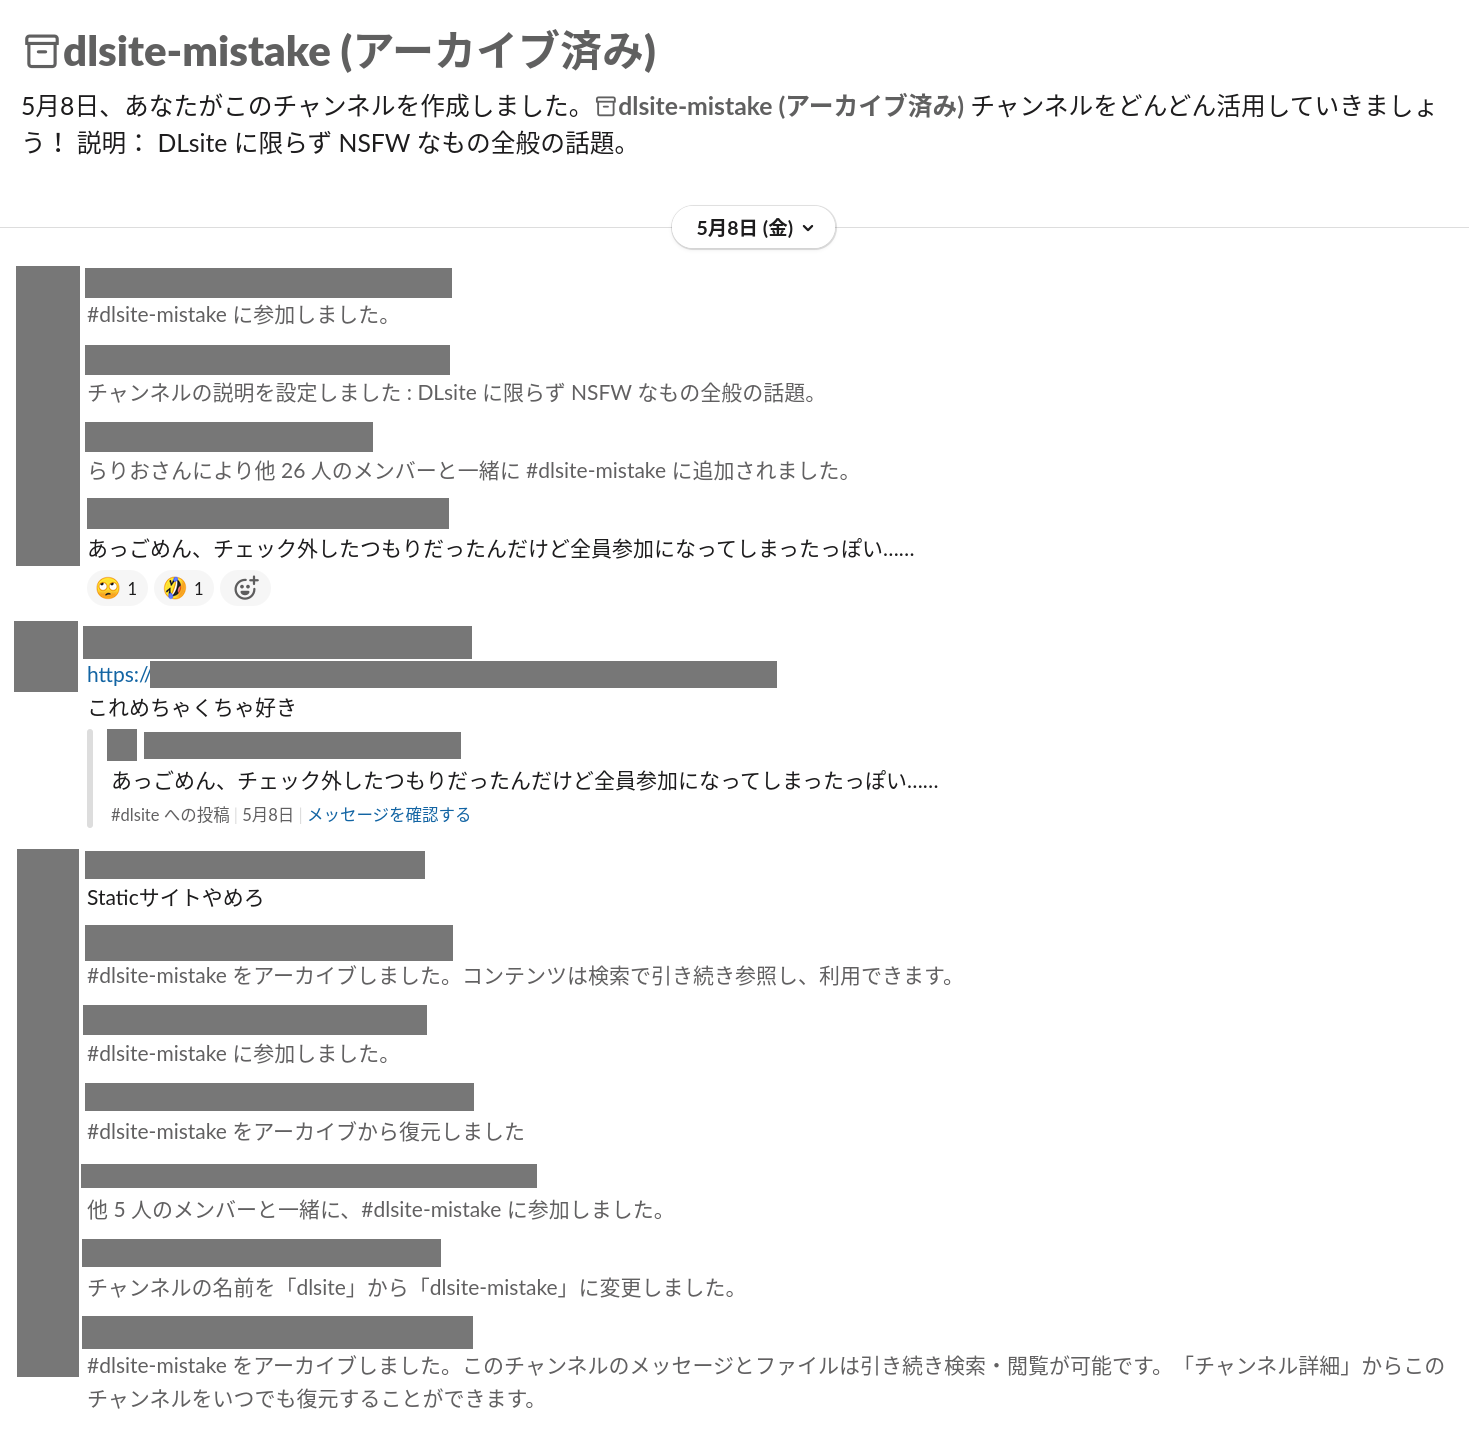 dlsite-mistake (アーカイブ済み)
5月8日、あなたがこのチャンネルを作成しました。dlsite-mistake (アーカイブ済み) チャンネルをどんどん活用していきましょ
う！ 説明： DLsite に限らず NSFW なもの全般の話題。
5月8日 (金)
#dlsite-mistake に参加しました。
チャンネルの説明を設定しました : DLsite に限らず NSFW なもの全般の話題。
らりおさんにより他 26 人のメンバーと一緒に #dlsite-mistake に追加されました。
あっごめん、チェック外したつもりだったんだけど全員参加になってしまったっぽい……
1 1
https://
これめちゃくちゃ好き
あっごめん、チェック外したつもりだったんだけど全員参加になってしまったっぽい……
#dlsite への投稿 | 5月8日 | メッセージを確認する
Staticサイトやめろ
#dlsite-mistake をアーカイブしました。コンテンツは検索で引き続き参照し、利用できます。
#dlsite-mistake に参加しました。
#dlsite-mistake をアーカイブから復元しました
他 5 人のメンバーと一緒に、#dlsite-mistake に参加しました。
チャンネルの名前を「dlsite」から「dlsite-mistake」に変更しました。
#dlsite-mistake をアーカイブしました。このチャンネルのメッセージとファイルは引き続き検索・閲覧が可能です。「チャンネル詳細」からこの
チャンネルをいつでも復元することができます。